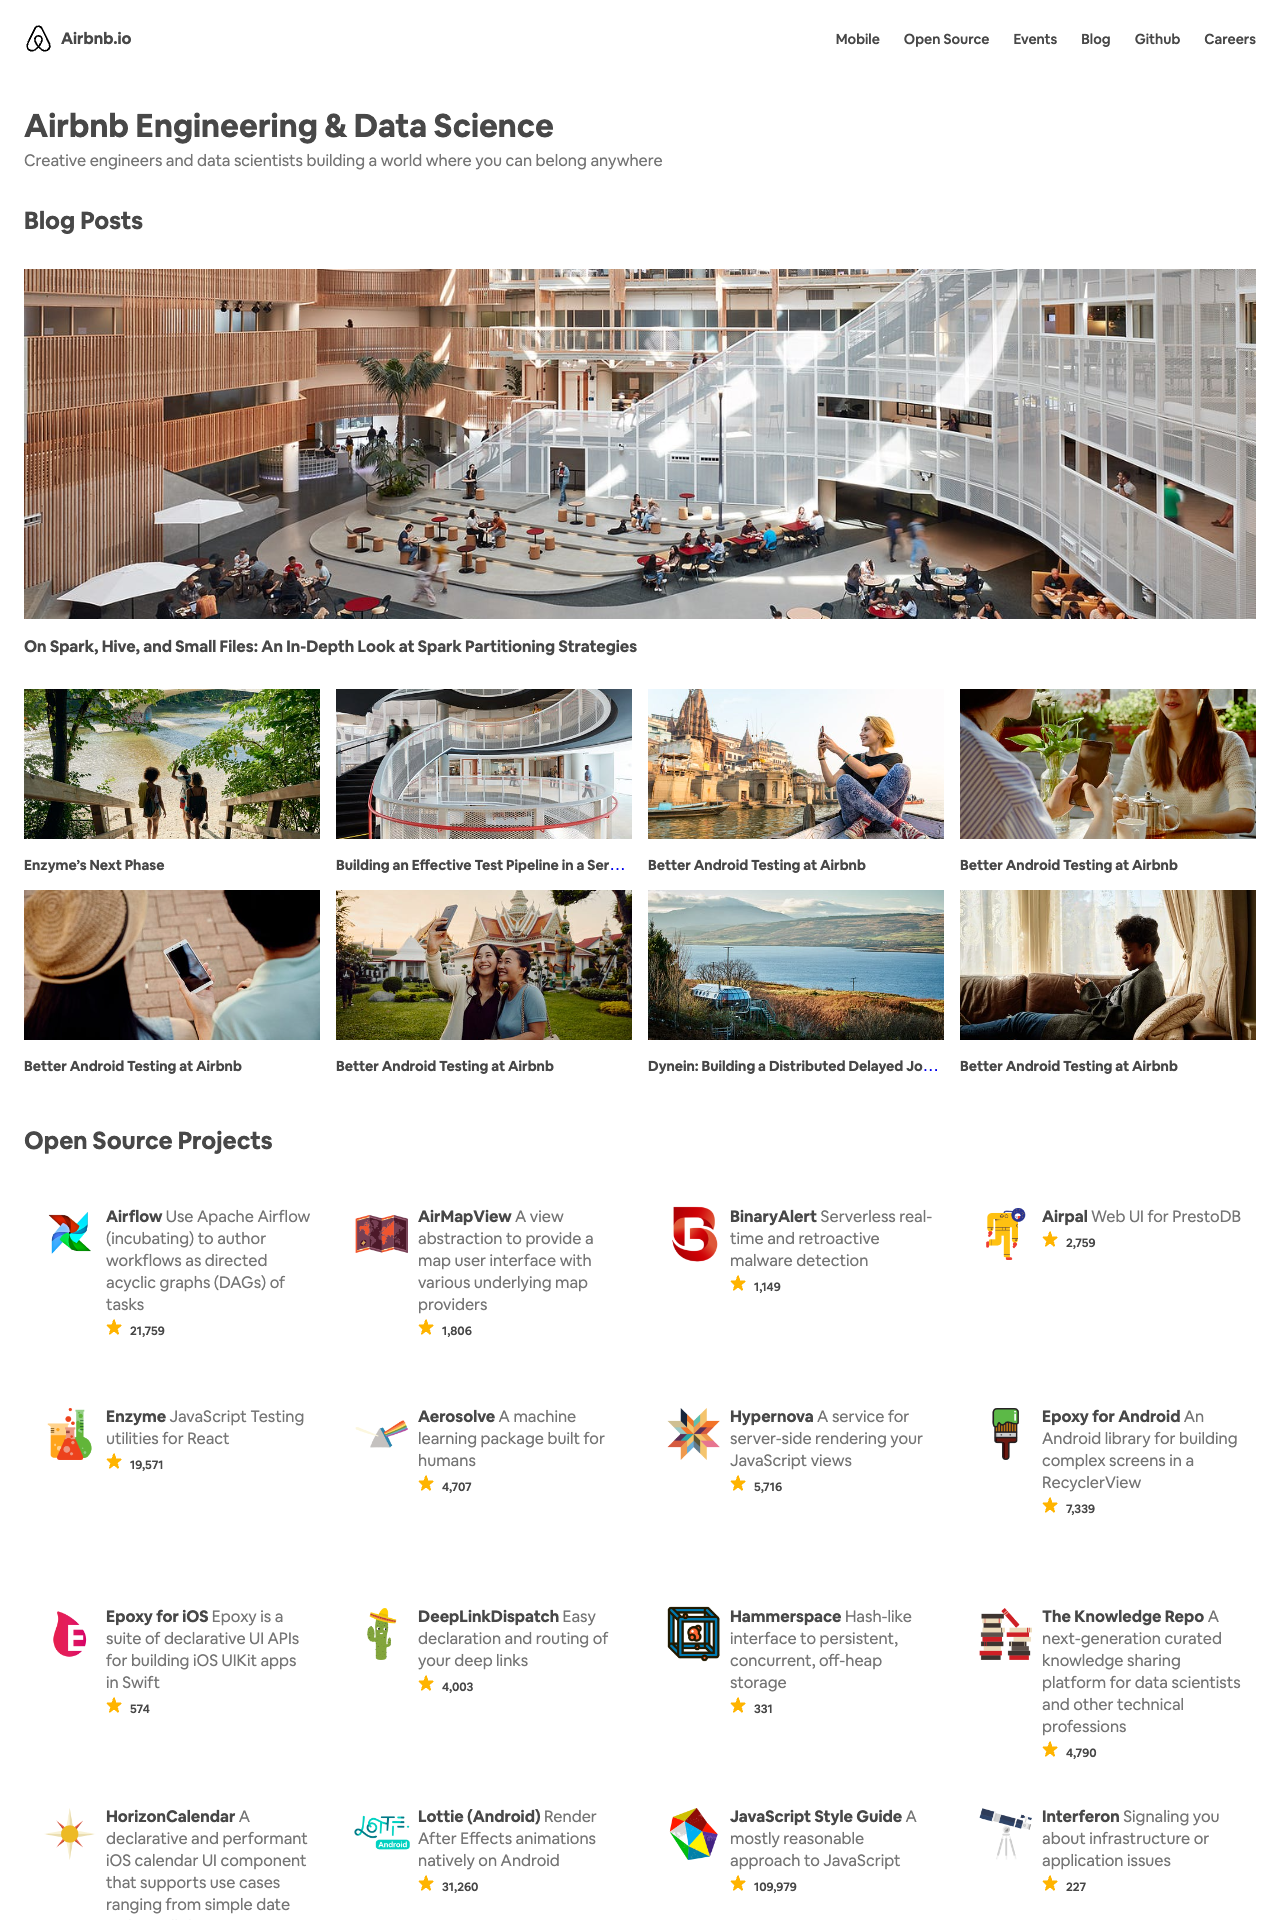 Airbnb.io
Mobile Open Source Events Blog Github Careers
Airbnb Engineering & Data Science
Creative engineers and data scientists building a world where you can belong anywhere
Blog Posts
On Spark, Hive, and Small Files: An In-Depth Look at Spark Partitioning Strategies
Enzyme’s Next Phase
Building an Effective Test Pipeline in a Ser…
Better Android Testing at Airbnb
Better Android Testing at Airbnb
Better Android Testing at Airbnb
Better Android Testing at Airbnb
Dynein: Building a Distributed Delayed Jo…
Better Android Testing at Airbnb
Open Source Projects
Airflow Use Apache Airflow
(incubating) to author
workflows as directed
acyclic graphs (DAGs) of
tasks
21,759
AirMapView A view
abstraction to provide a
map user interface with
various underlying map
providers
1,806
BinaryAlert Serverless real-
time and retroactive
malware detection
1,149
Airpal Web UI for PrestoDB
2,759
Enzyme JavaScript Testing
utilities for React
19,571
Aerosolve A machine
learning package built for
humans
4,707
Hypernova A service for
server-side rendering your
JavaScript views
5,716
Epoxy for Android An
Android library for building
complex screens in a
RecyclerView
7,339
Epoxy for iOS Epoxy is a
suite of declarative UI APIs
for building iOS UIKit apps
in Swift
574
DeepLinkDispatch Easy
declaration and routing of
your deep links
4,003
Hammerspace Hash-like
interface to persistent,
concurrent, off-heap
storage
331
The Knowledge Repo A
next-generation curated
knowledge sharing
platform for data scientists
and other technical
professions
4,790
HorizonCalendar A
declarative and performant
iOS calendar UI component
that supports use cases
ranging from simple date
LOTTIE
Android
Lottie (Android) Render
After Effects animations
natively on Android
31,260
JavaScript Style Guide A
mostly reasonable
approach to JavaScript
109,979
Interferon Signaling you
about infrastructure or
application issues
227